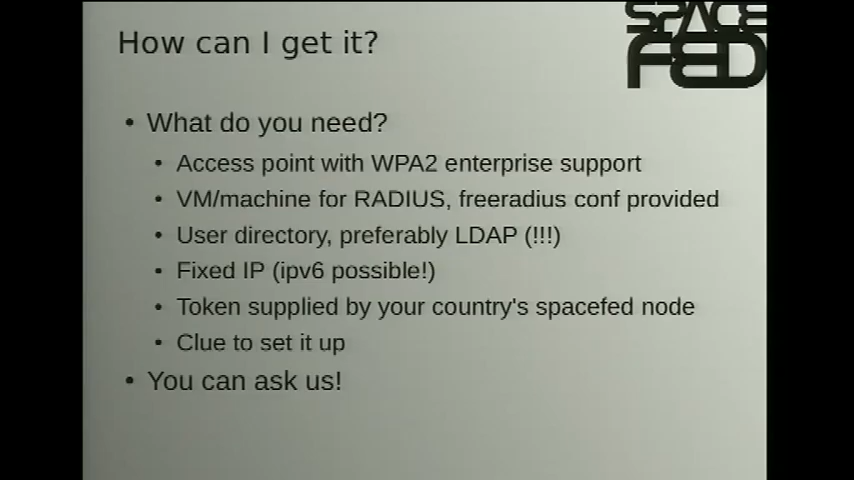 SPACE
FED
How can I get it?
• What do you need?
• Access point with WPA2 enterprise support
• VM/machine for RADIUS, freeradius conf provided
• User directory, preferably LDAP (!!!)
• Fixed IP (ipv6 possible!)
• Token supplied by your country's spacefed node
• Clue to set it up
• You can ask us!